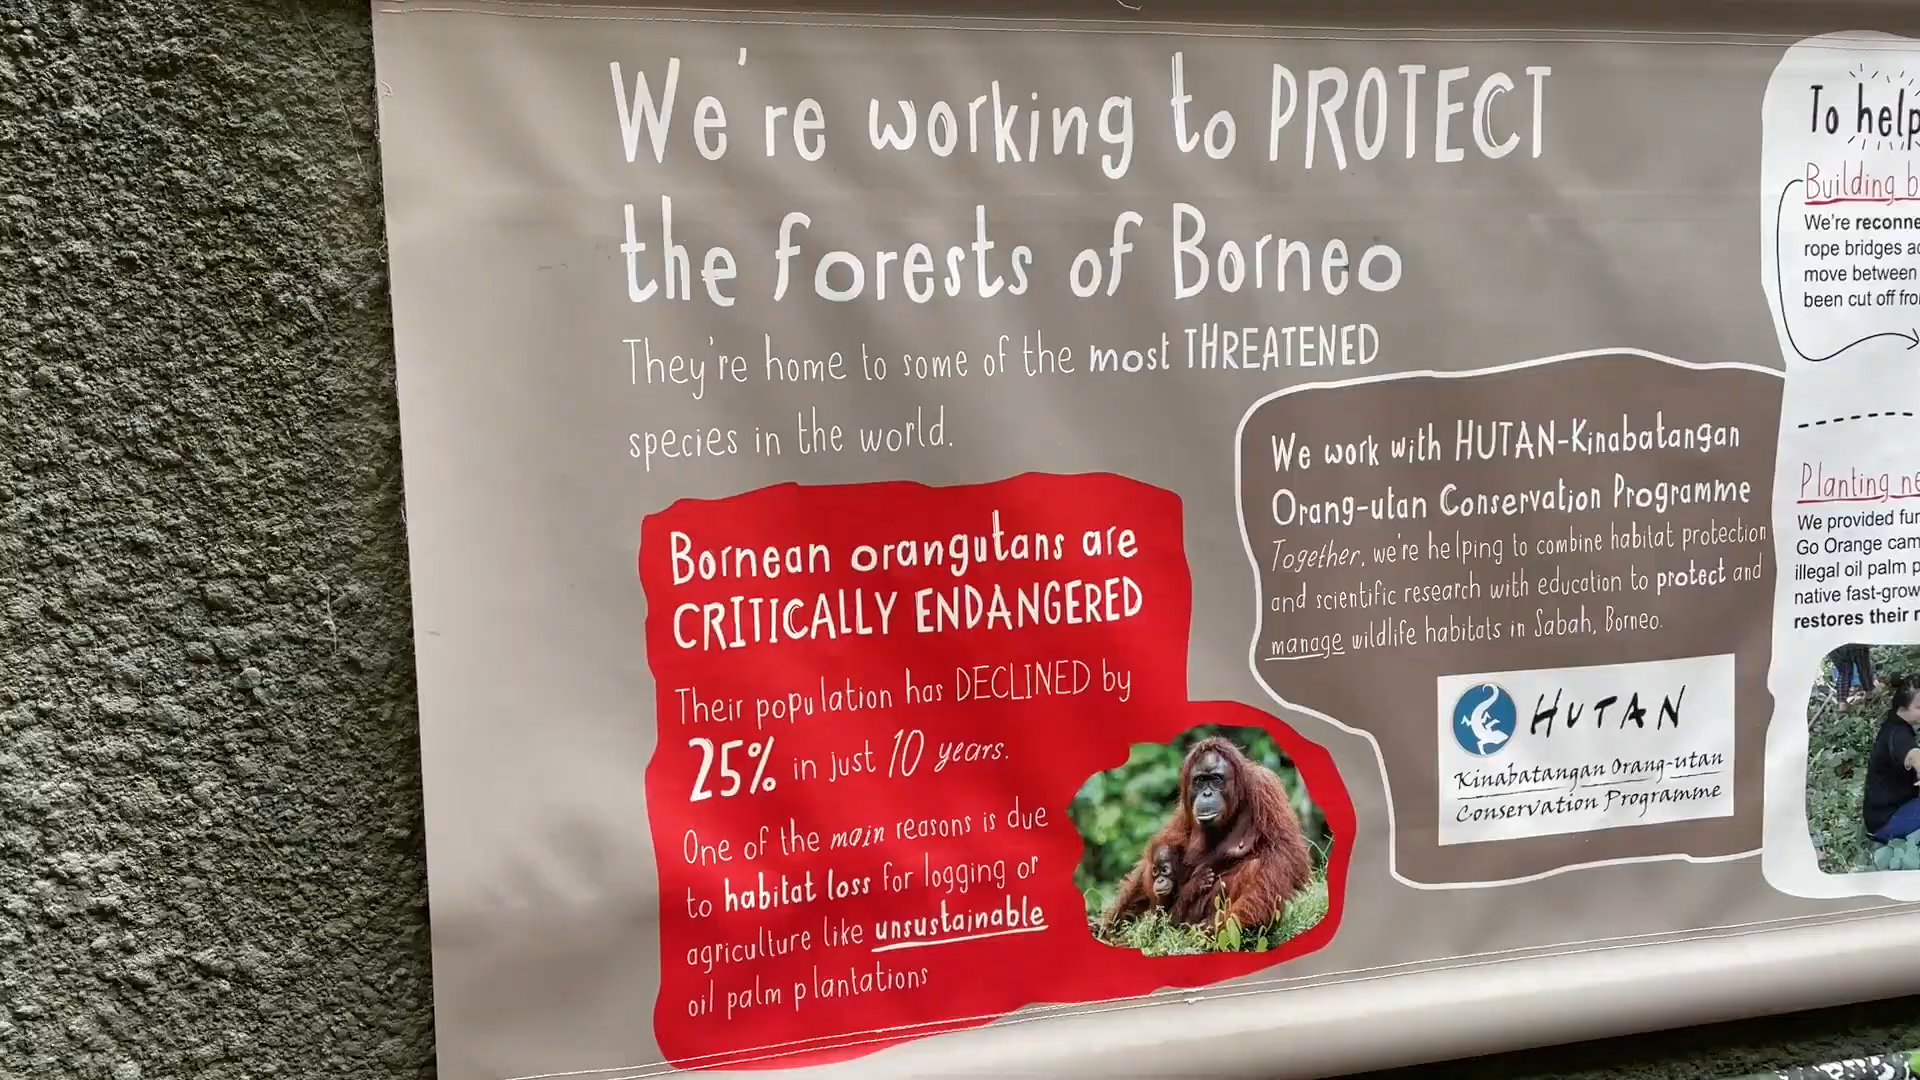 We're working to PROTECT
the forests of Borneo
They're home to some of the most THREATENED
species in the world.
Bornean orangutans are
CRITICALLY ENDANGERED
Their population has DECLINED by
25% in just 10 years.
One of the main reasons is due
to habitat loss for logging or
agriculture like unsustainable
oil palm plantations
We work with HUTAN-Kinabatangan
Orang-utan Conservation Programme
Together, we're helping to combine habitat protection
and scientific research with education to protect and
manage wildlife habitats in Sabah, Borneo.
HUTAN
Kinabatangan Orang-utan
Conservation Programme
To help
Building
We're
rope bridges
move between
been cut off
Planting
We provided
Go Orange
illegal oil palm
native
restores their